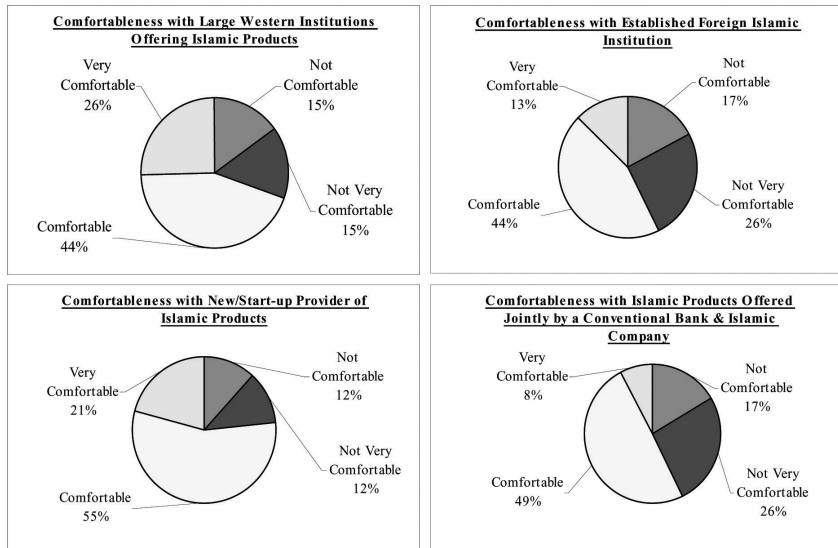 Comfortableness with Large Western Institutions
Offering Islamic Products
Very
Comfortable
26%
Not
Comfortable
15%
Not Very
Comfortable
15%
Comfortable
44%
Comfortableness with Established Foreign Islamic
Institution
Very
Comfortable
13%
Not
Comfortable
17%
Not Very
Comfortable
26%
Comfortable
44%
Comfortableness with New/Start-up Provider of
Islamic Products
Very
Comfortable
21%
Not
Comfortable
12%
Not Very
Comfortable
12%
Comfortable
55%
Comfortableness with Islamic Products Offered
Jointly by a Conventional Bank & Islamic
Company
Very
Comfortable
8%
Not
Comfortable
17%
Not Very
Comfortable
26%
Comfortable
49%